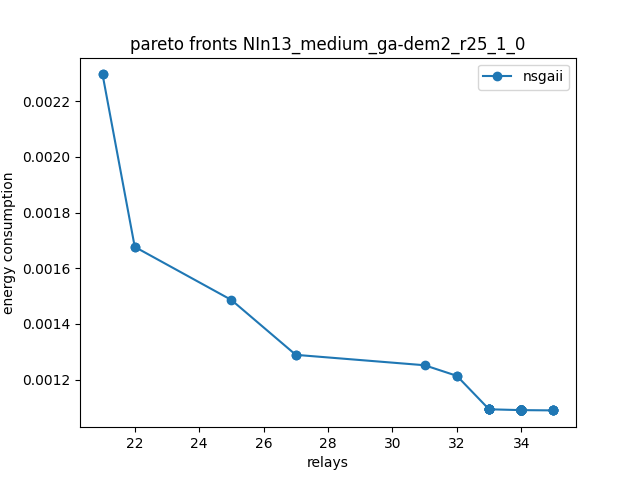 pareto fronts NIn13_medium_ga-dem2_r25_1_0
nsgaii
energy consumption
0.0022
0.0020
0.0018
0.0016
0.0014
0.0012
22 24 26 28 30 32 34
relays